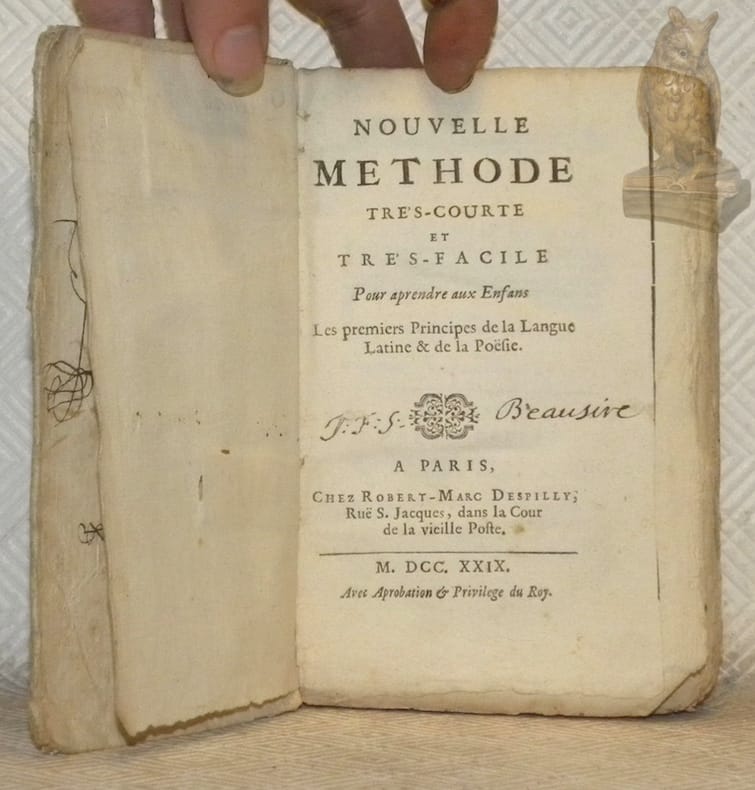 NOUVELLE
METHODE
TRE'S-COURTE
ET
TRE'S-FACILE
Pour aprendre aux Enfans
Les premiers Principes de la Langue
Latine & de la Poësie.
J. F. S. Beausire
A PARIS,
CHEZ ROBERT-MARC DESPILLY,
Ruë S. Jacques, dans la Cour
de la vieille Poste.
M. DCC. XXIX.
Avec Aprobation & Privilege du Roy.